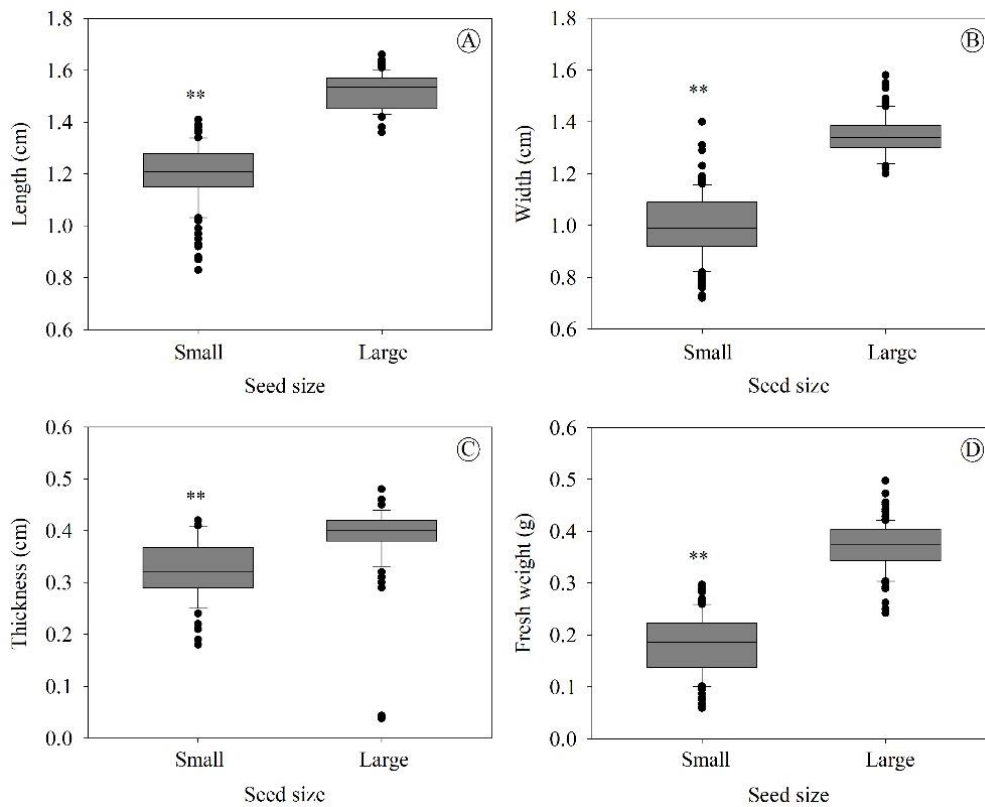 A
Length (cm)
1.8
1.6
1.4
1.2
1.0
0.8
0.6
**
Small
Large
Seed size
B
Width (cm)
1.8
1.6
1.4
1.2
1.0
0.8
0.6
**
Small
Large
Seed size
C
Thickness (cm)
0.6
0.5
0.4
0.3
0.2
0.1
0.0
**
Small
Large
Seed size
D
Fresh weight (g)
0.6
0.5
0.4
0.3
0.2
0.1
0.0
**
Small
Large
Seed size